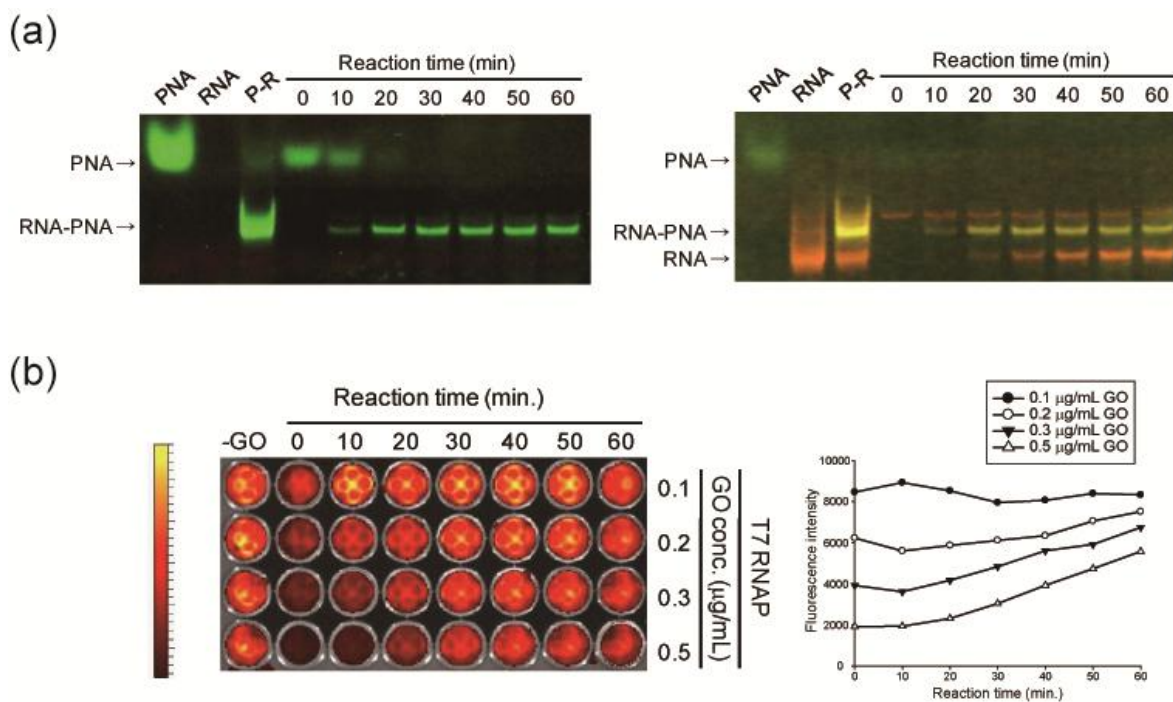 (a)
PNA RNA P-R Reaction time (min)
0 10 20 30 40 50 60
PNA→
RNA-PNA→
PNA RNA P-R Reaction time (min)
0 10 20 30 40 50 60
PNA→
RNA-PNA→
RNA→
(b)
Reaction time (min.)
-GO 0 10 20 30 40 50 60
0.1
0.2
0.3
0.5
GO conc. (μg/mL)
T7 RNAP
0.1 μg/mL GO
0.2 μg/mL GO
0.3 μg/mL GO
0.5 μg/mL GO
Fluorescence intensity
10000
8000
6000
4000
2000
0
0 10 20 30 40 50 60
Reaction time (min.)